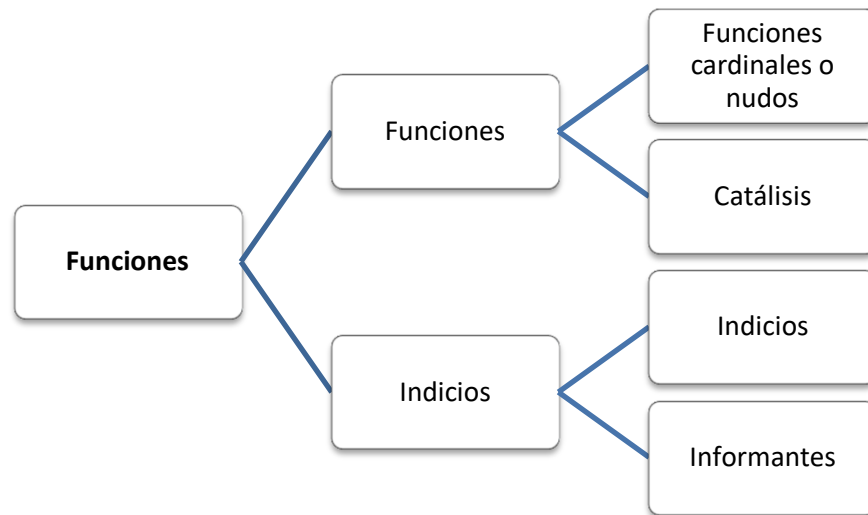 Funciones
Funciones
Funciones
cardinales o
nudos
Catálisis
Indicios
Indicios
Informantes